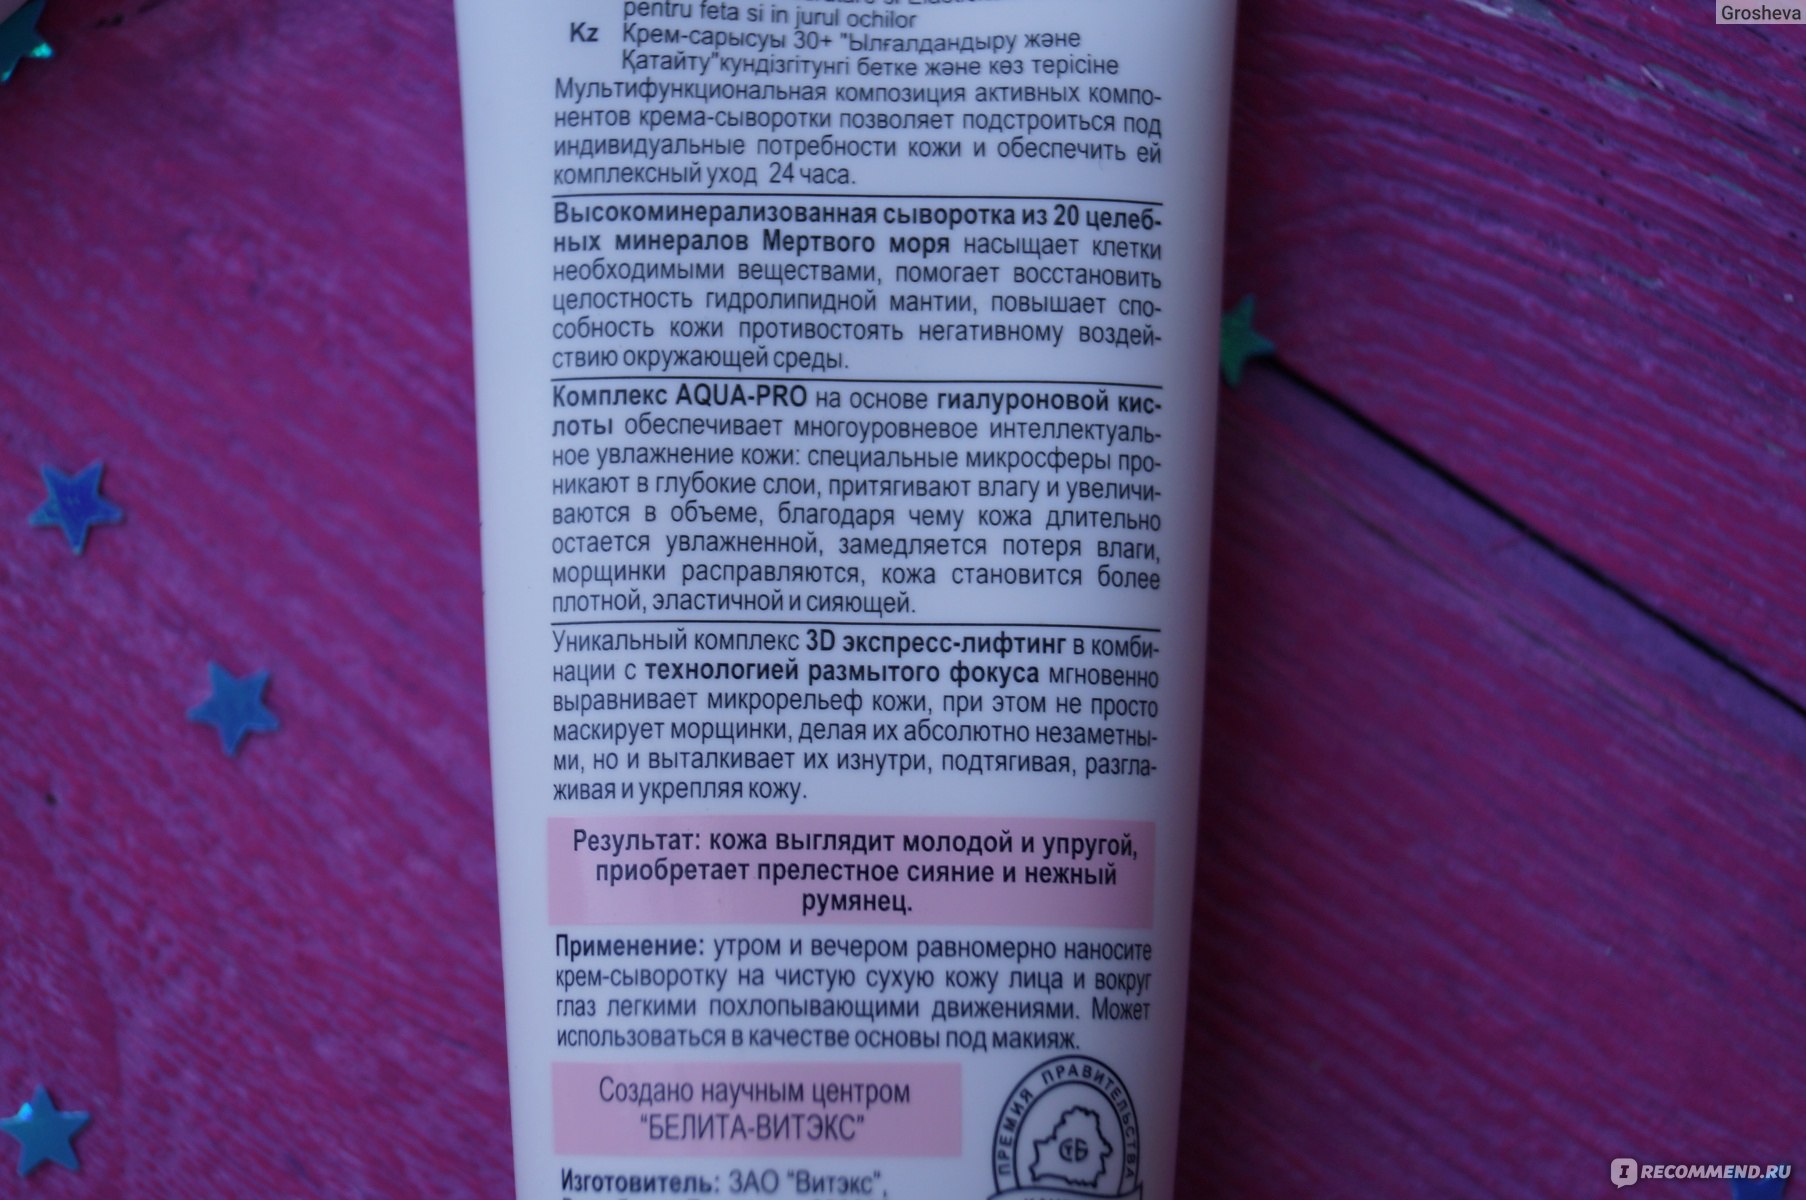 Grosheva
pentru feta si in jurul ochilor
Kz Крем-сарысуы 30+ "Ылғалдандыру және
Қатайту"күндізгітүнгі бетке және көз терісіне
Мультифункциональная композиция активных компо-
нентов крема-сыворотки позволяет подстроиться под
индивидуальные потребности кожи и обеспечить ей
комплексный уход 24 часа.
Высокоминерализованная сыворотка из 20 целеб-
ных минералов Мертвого моря насыщает клетки
необходимыми веществами, помогает восстановить
целостность гидролипидной мантии, повышает спо-
собность кожи противостоять негативному воздей-
ствию окружающей среды.
Комплекс AQUA-PRO на основе гиалуроновой кис-
лоты обеспечивает многоуровневое интеллектуаль-
ное увлажнение кожи: специальные микросферы про-
никают в глубокие слои, притягивают влагу и увеличи-
ваются в объеме, благодаря чему кожа длительно
остается увлажненной, замедляется потеря влаги,
морщинки расправляются, кожа становится более
плотной, эластичной и сияющей.
Уникальный комплекс 3D экспресс-лифтинг в комби-
нации с технологией размытого фокуса мгновенно
выравнивает микрорельеф кожи, при этом не просто
маскирует морщинки, делая их абсолютно незаметны-
ми, но и выталкивает их изнутри, подтягивая, разгла-
живая и укрепляя кожу.
Результат: кожа выглядит молодой и упругой,
приобретает прелестное сияние и нежный
румянец.
Применение: утром и вечером равномерно наносите
крем-сыворотку на чистую сухую кожу лица и вокруг
глаз легкими похлопывающими движениями. Может
использоваться в качестве основы под макияж.
Создано научным центром
"БЕЛИТА-ВИТЭКС"
ПРЕМИЯ ПРАВИТЕЛЬСТВА
Изготовитель: ЗАО "Витэкс",
IRECOMMEND.RU